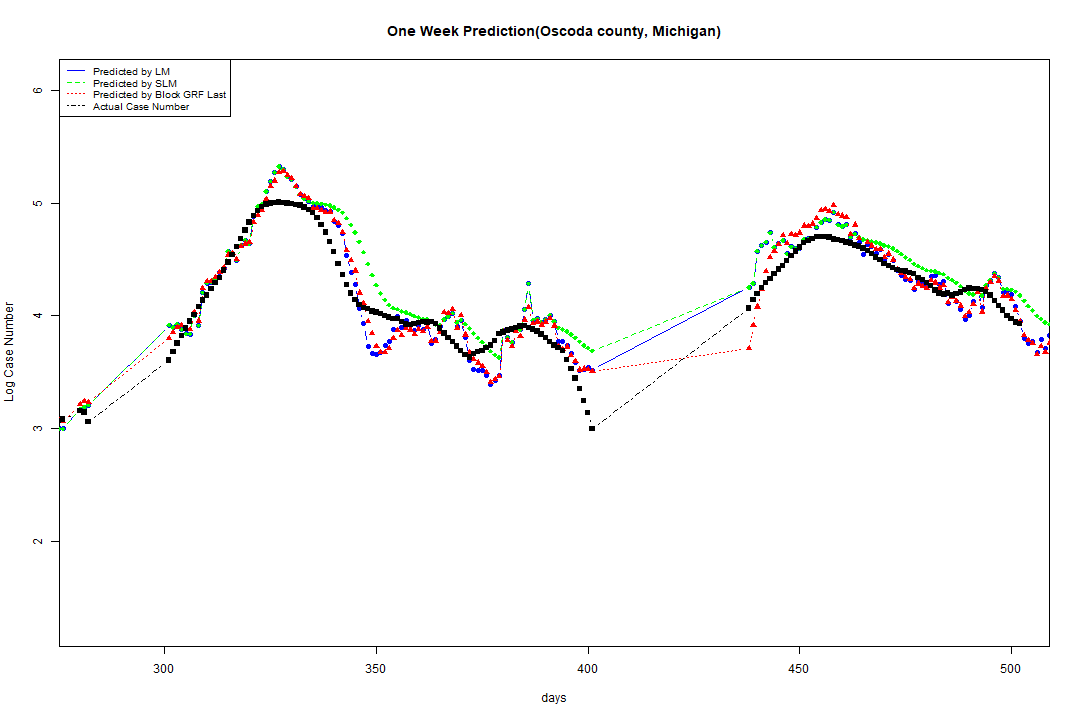 One Week Prediction(Oscoda county, Michigan)
Predicted by LM
Predicted by SLM
Predicted by Block GRF Last
Actual Case Number
6
5
4
3
2
Log Case Number
300 350 400 450 500
days